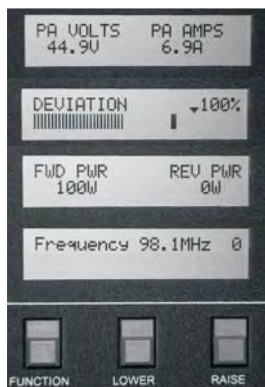 PA VOLTS PA AMPS
44.9V 6.9A
DEVIATION 100%
FWD PWR REV PWR
100W 0W
Frequency 98.1MHz 0
FUNCTION LOWER RAISE